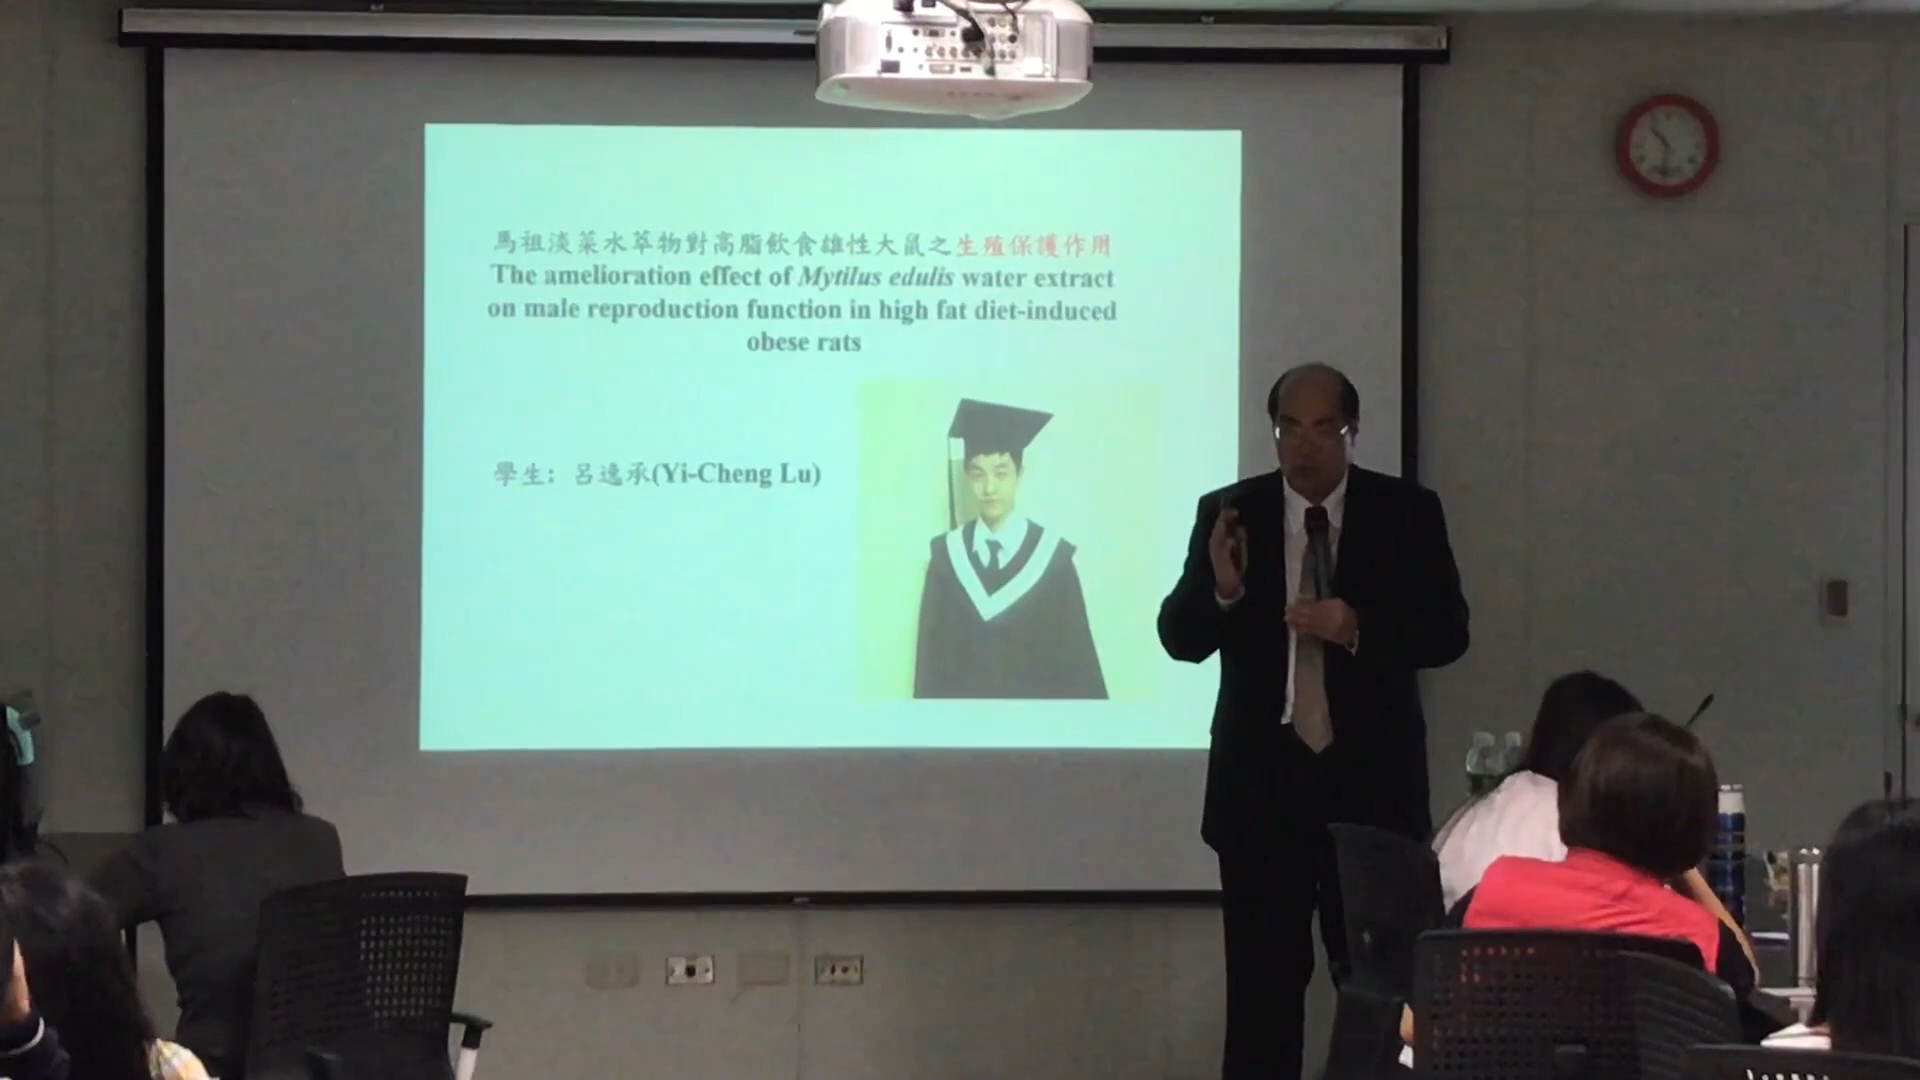 馬祖淡菜水萃物對高脂飲食雄性大鼠之生殖保護作用
The amelioration effect of Mytilus edulis water extract
on male reproduction function in high fat diet-induced
obese rats
學生: 呂逸承(Yi-Cheng Lu)